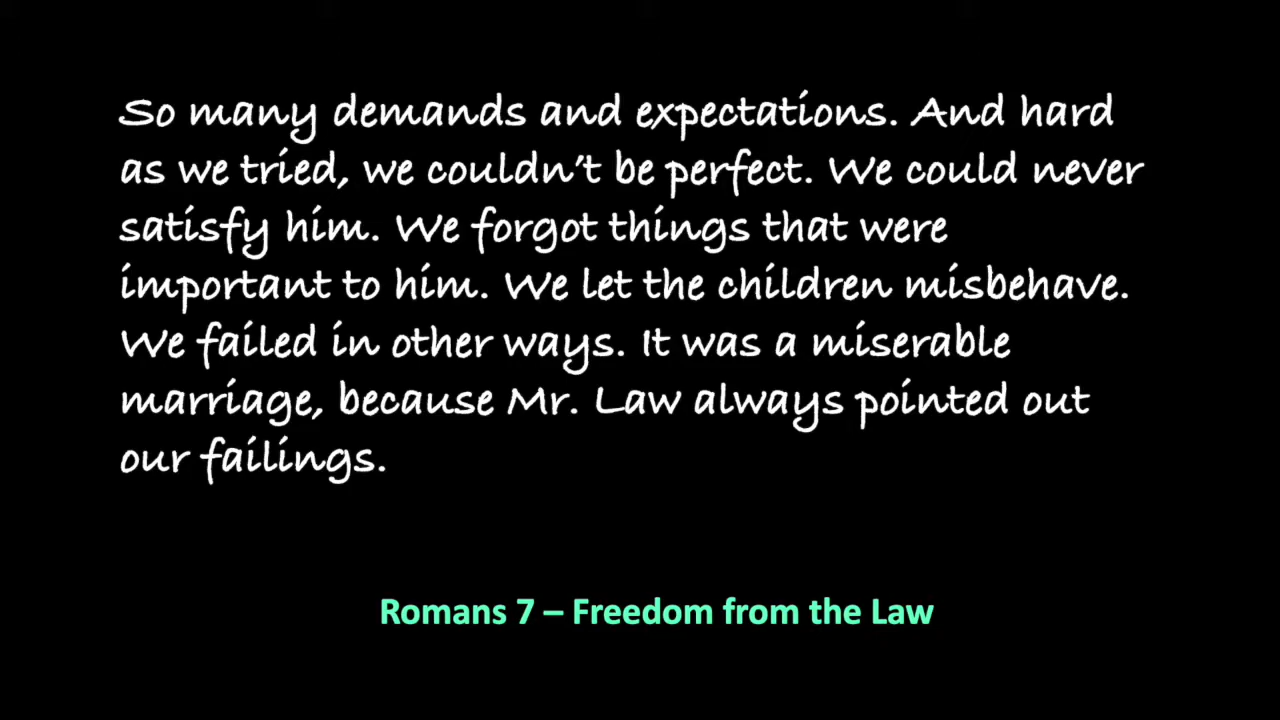 So many demands and expectations. And hard
as we tried, we couldn’t be perfect. We could never
satisfy him. We forgot things that were
important to him. We let the children misbehave.
We failed in other ways. It was a miserable
marriage, because Mr. Law always pointed out
our failings.
Romans 7 – Freedom from the Law